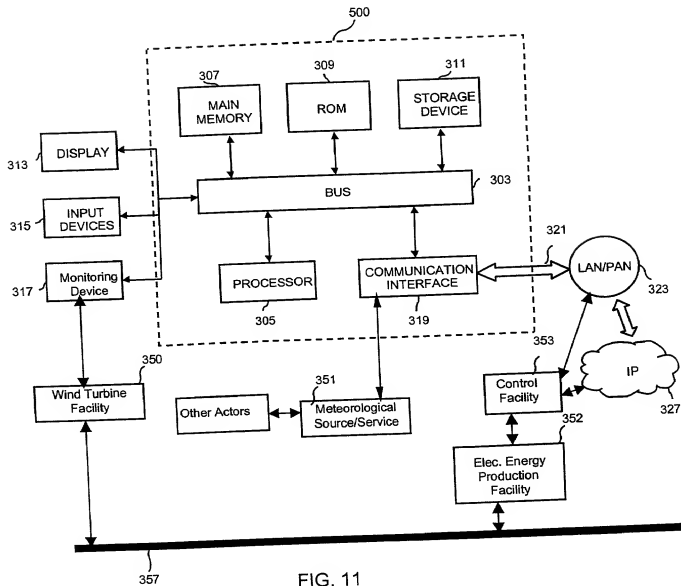 500
307
309
311
MAIN
MEMORY
ROM
STORAGE
DEVICE
313
DISPLAY
BUS
303
315
INPUT
DEVICES
321
LAN/PAN
323
317
Monitoring
Device
PROCESSOR
305
COMMUNICATION
INTERFACE
319
350
353
IP
327
Wind Turbine
Facility
351
Other Actors
Meteorological
Source/Service
Control
Facility
352
Elec. Energy
Production
Facility
357
FIG. 11